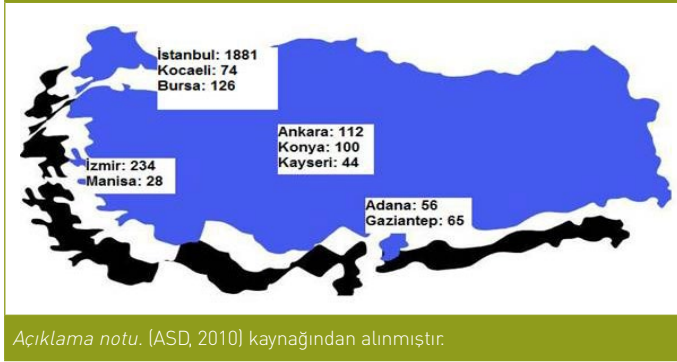 İstanbul: 1881
Kocaeli: 74
Bursa: 126
Ankara: 112
Konya: 100
Kayseri: 44
İzmir: 234
Manisa: 28
Adana: 56
Gaziantep: 65
Açıklama notu. (ASD, 2010) kaynağından alınmıştır.